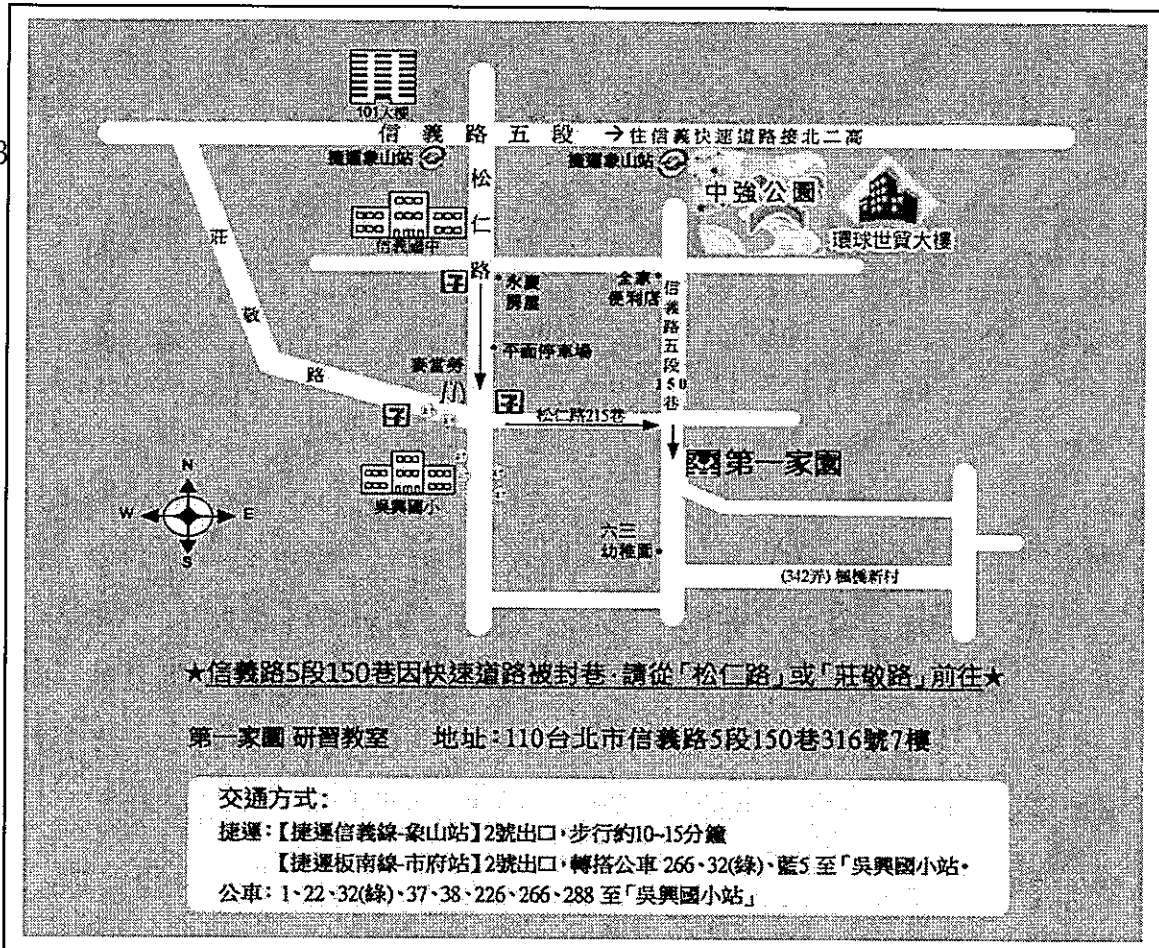 101大樓
信義路五段 →往信義快速道路接北二高
捷運象山站
捷運象山站
松仁路
中強公園
環球世貿大樓
信義國中
莊敬路
永慶
房屋
全家
便利店
信義路五段150巷
平面停車場
麥當勞
松仁路215巷
第一家園
吳興國小
N
W
E
S
六三
幼稚園
(342弄) 楓橋新村
★信義路5段150巷因快速道路被封巷，請從「松仁路」或「莊敬路」前往★
第一家園 研習教室 地址：110台北市信義路5段150巷316號7樓
交通方式：
捷運：【捷運信義線-象山站】2號出口，步行約10-15分鐘
【捷運板南線-市府站】2號出口，轉搭公車 266、32(綠)、藍5 至「吳興國小站。
公車：1、22、32(綠)、37、38、226、266、288 至「吳興國小站」